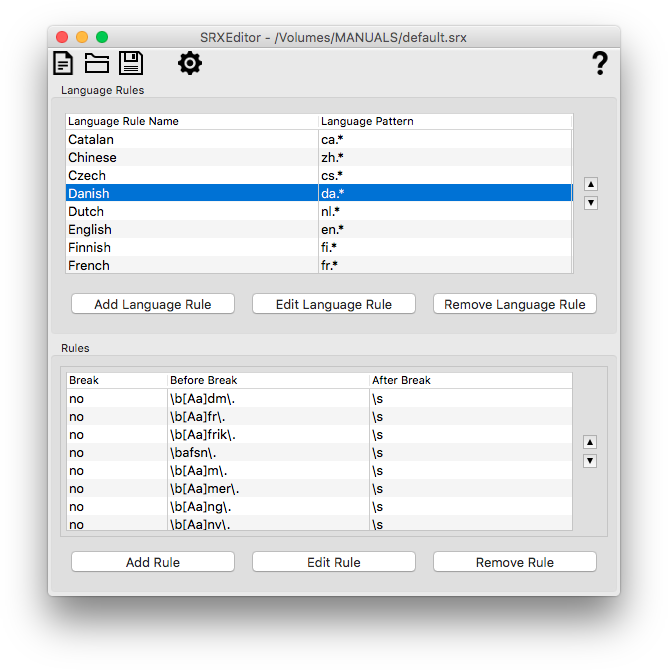 SRXEditor - /Volumes/MANUALS/default.srx
?
Language Rules
Language Rule Name Language Pattern
Catalan ca.*
Chinese zh.*
Czech cs.*
Danish da.*
Dutch nl.*
English en.*
Finnish fi.*
French fr.*
Add Language Rule Edit Language Rule Remove Language Rule
Rules
Break Before Break After Break
no \b[Aa]dm\. \s
no \b[Aa]fr\. \s
no \b[Aa]frik\. \s
no \bafsn\. \s
no \b[Aa]m\. \s
no \b[Aa]mer\. \s
no \b[Aa]ng\. \s
no \b[Aa]nv\. \s
Add Rule Edit Rule Remove Rule